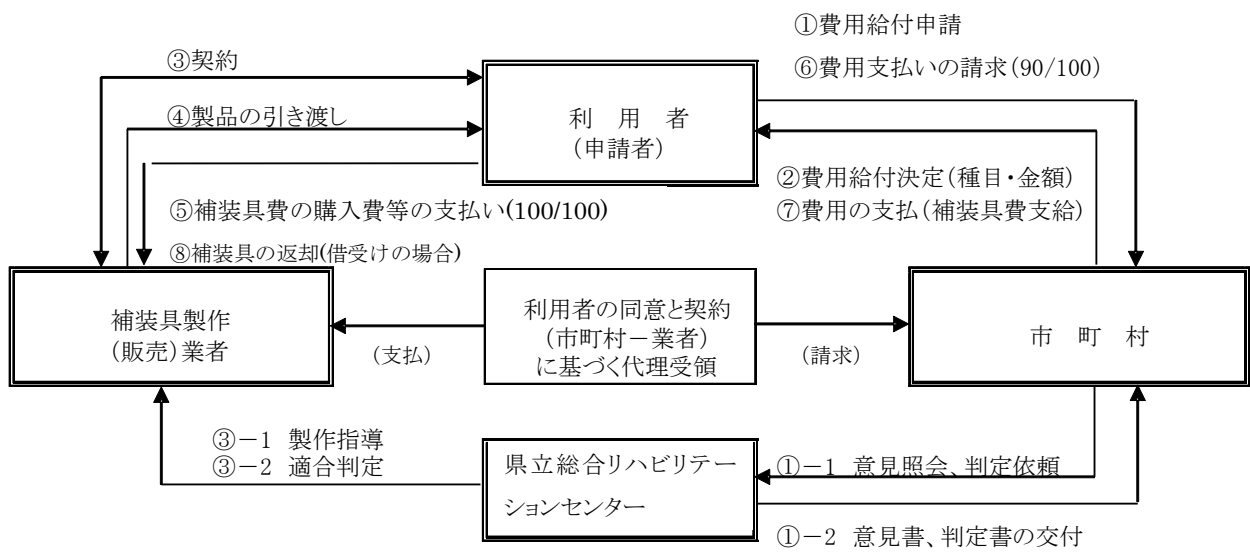 ①費用給付申請
⑥費用支払いの請求(90/100)
③契約
④製品の引き渡し
利 用 者
(申請者)
②費用給付決定(種目・金額)
⑦費用の支払(補装具費支給)
⑤補装具費の購入費等の支払い(100/100)
⑧補装具の返却(借受けの場合)
補装具製作
(販売)業者
(支払)
利用者の同意と契約
(市町村-業者)
に基づく代理受領
(請求)
市 町 村
③-1 製作指導
③-2 適合判定
県立総合リハビリテー
ションセンター
①-1 意見照会、判定依頼
①-2 意見書、判定書の交付